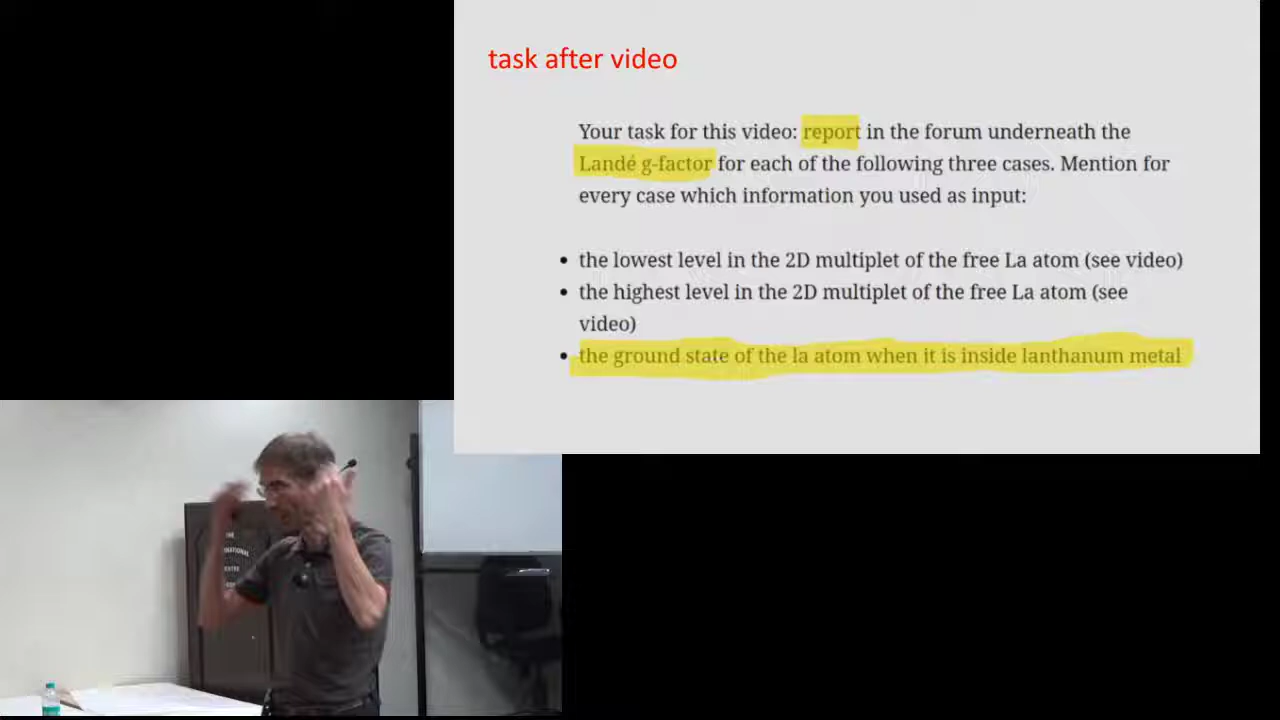 task after video
Your task for this video: report in the forum underneath the
Landé g-factor for each of the following three cases. Mention for
every case which information you used as input:
• the lowest level in the 2D multiplet of the free La atom (see video)
• the highest level in the 2D multiplet of the free La atom (see
video)
• the ground state of the la atom when it is inside lanthanum metal
THE